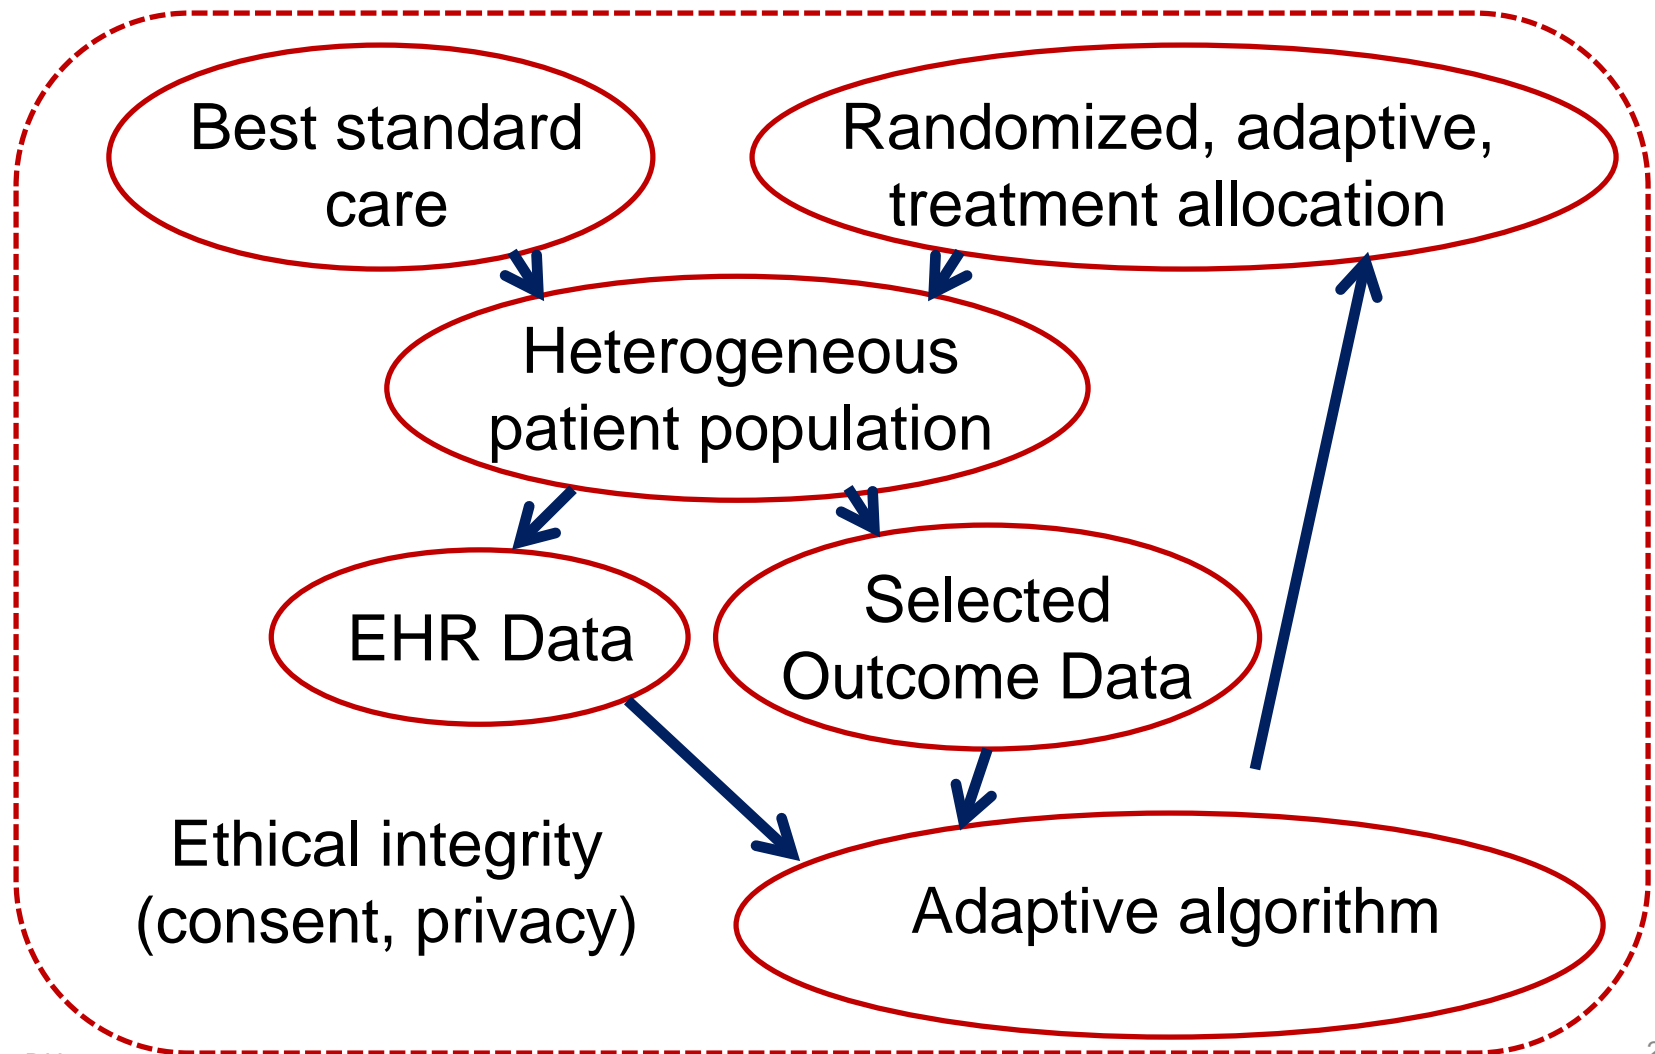 Best standard
care
Randomized, adaptive,
treatment allocation
Heterogeneous
patient population
EHR Data
Selected
Outcome Data
Ethical integrity
(consent, privacy)
Adaptive algorithm